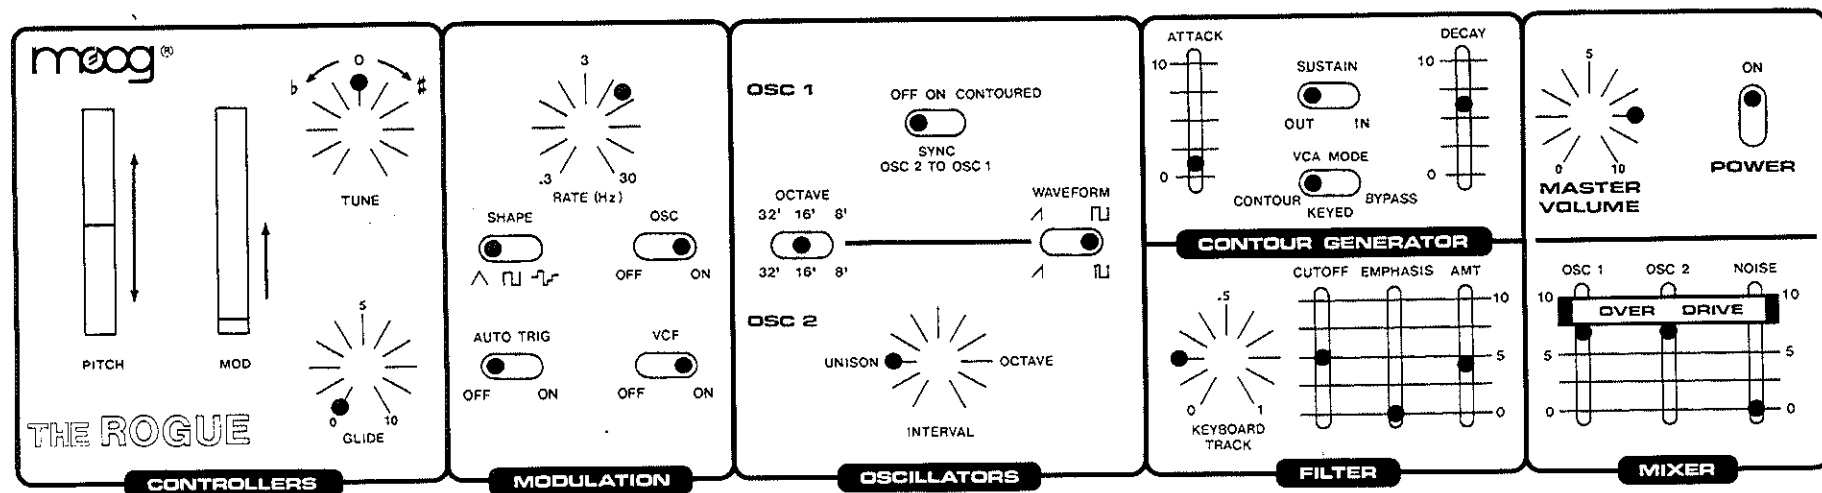 moog®
♭ 0 ♯
TUNE
PITCH
MOD
5
0 10
GLIDE
THE ROGUE
CONTROLLERS
3
.3 30
RATE (Hz)
SHAPE
OSC
OFF ON
AUTO TRIG
OFF ON
VCF
OFF ON
MODULATION
OSC 1
OFF ON CONTOURED
SYNC
OSC 2 TO OSC 1
OCTAVE
32' 16' 8'
WAVEFORM
32' 16' 8'
OSC 2
UNISON OCTAVE
INTERVAL
OSCILLATORS
ATTACK
10
0
SUSTAIN
OUT IN
VCA MODE
CONTOUR BYPASS
KEYED
DECAY
10
0
CONTOUR GENERATOR
.5
0 1
KEYBOARD
TRACK
CUTOFF EMPHASIS AMT
10
5
0
FILTER
5
0 10
MASTER
VOLUME
ON
POWER
OSC 1 OSC 2 NOISE
10 10
OVER DRIVE
5 5
0 0
MIXER